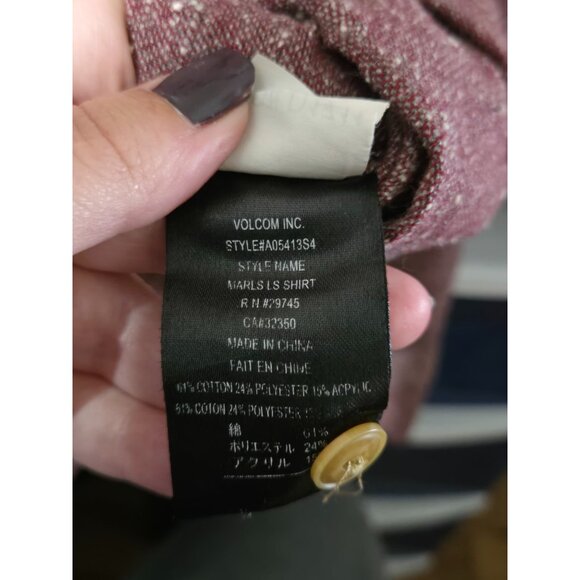 VOLCOM INC.
STYLE#A05413S4
STYLE NAME
MARLS LS SHIRT
R N #29745
CA#32350
MADE IN CHINA
FAIT EN CHINE
61% COTTON 24% POLYESTER 15% ACRYLIC
61% COTON 24% POLYESTER
綿 61%
ポリエステル 24%
アクリル